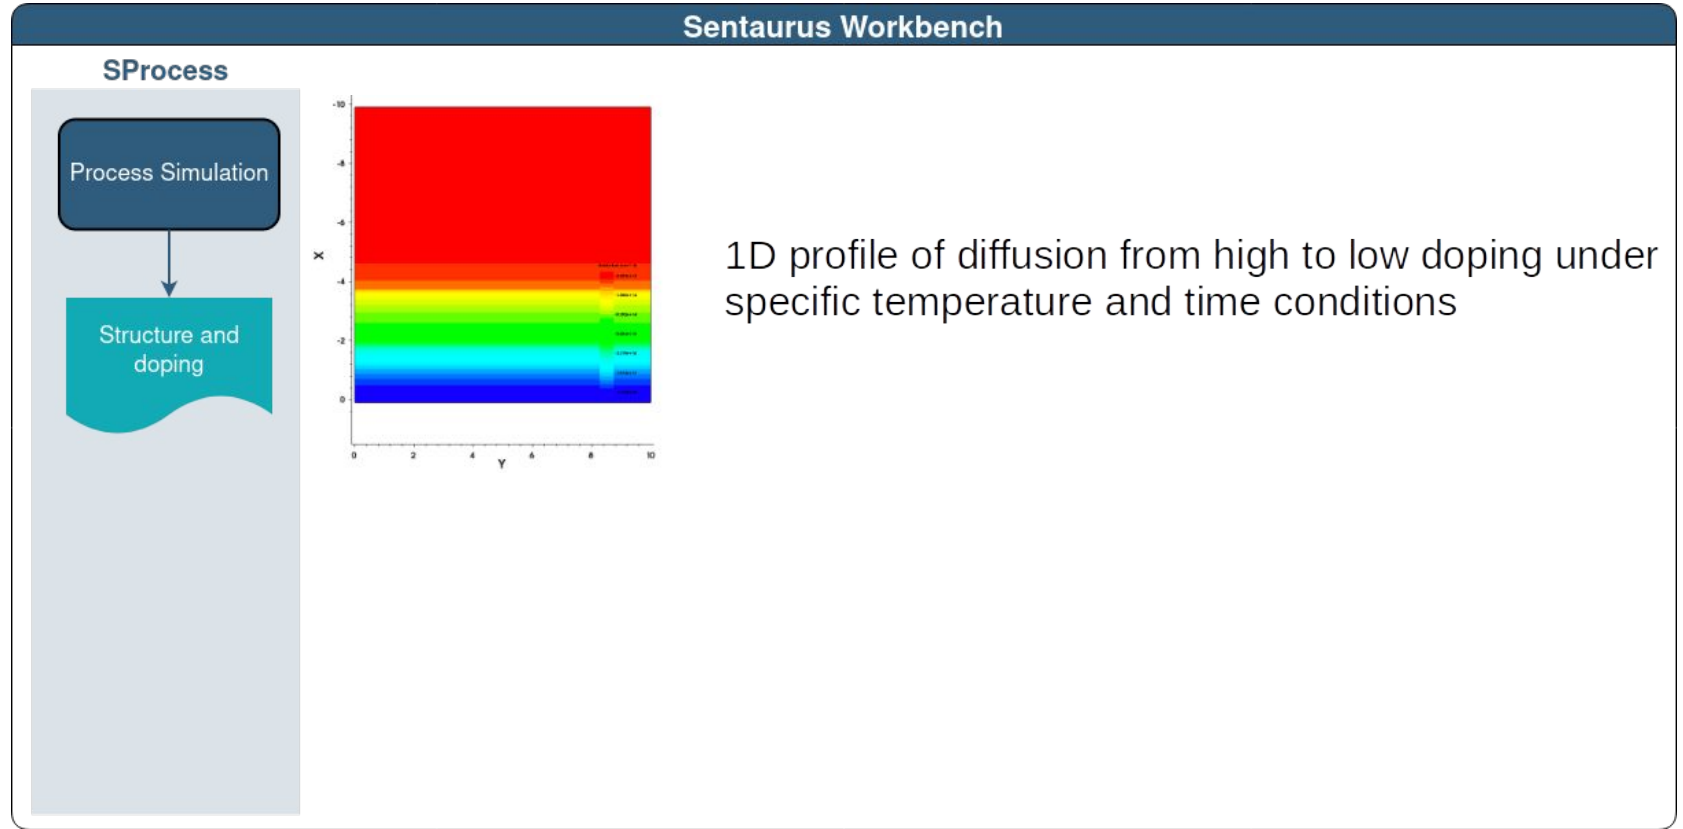 Sentaurus Workbench
SProcess
Process Simulation
Structure and
doping
-10
-8
-6
-4
-2
0
X
0
2
4
6
8
10
Y
1D profile of diffusion from high to low doping under
specific temperature and time conditions